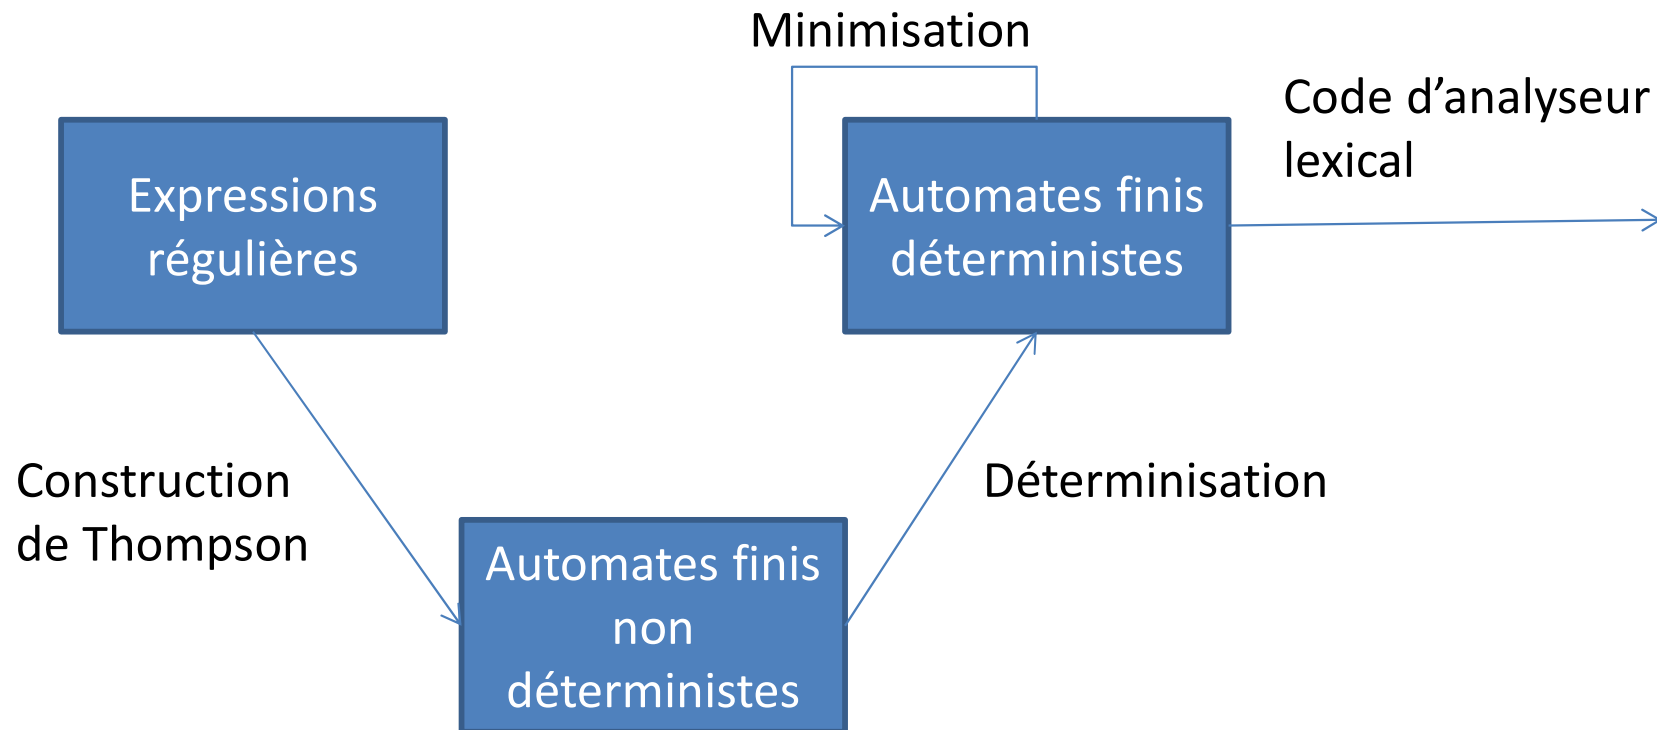 Minimisation
Code d’analyseur
lexical
Expressions
régulières
Automates finis
déterministes
Construction
de Thompson
Déterminisation
Automates finis
non
déterministes